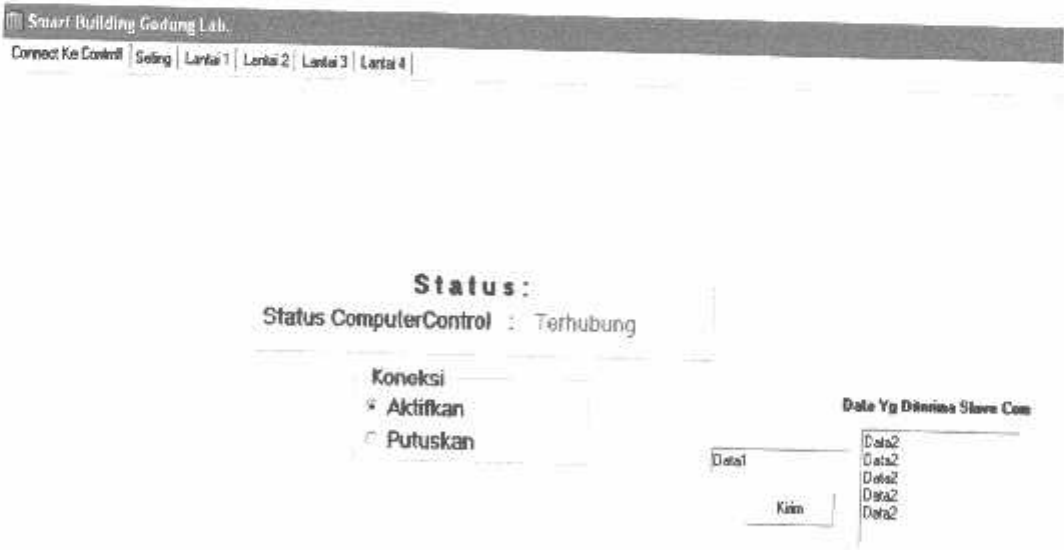 Smart Building Gedung Lab.
Connect Ke Controll Seting Lantai 1 Lantai 2 Lantai 3 Lantai 4
Status:
Status ComputerControl : Terhubung
Koneksi
Aktifkan
Putuskan
Data Yg Diterima Slave Com
Data1
Kirim
Data2
Data2
Data2
Data2
Data2